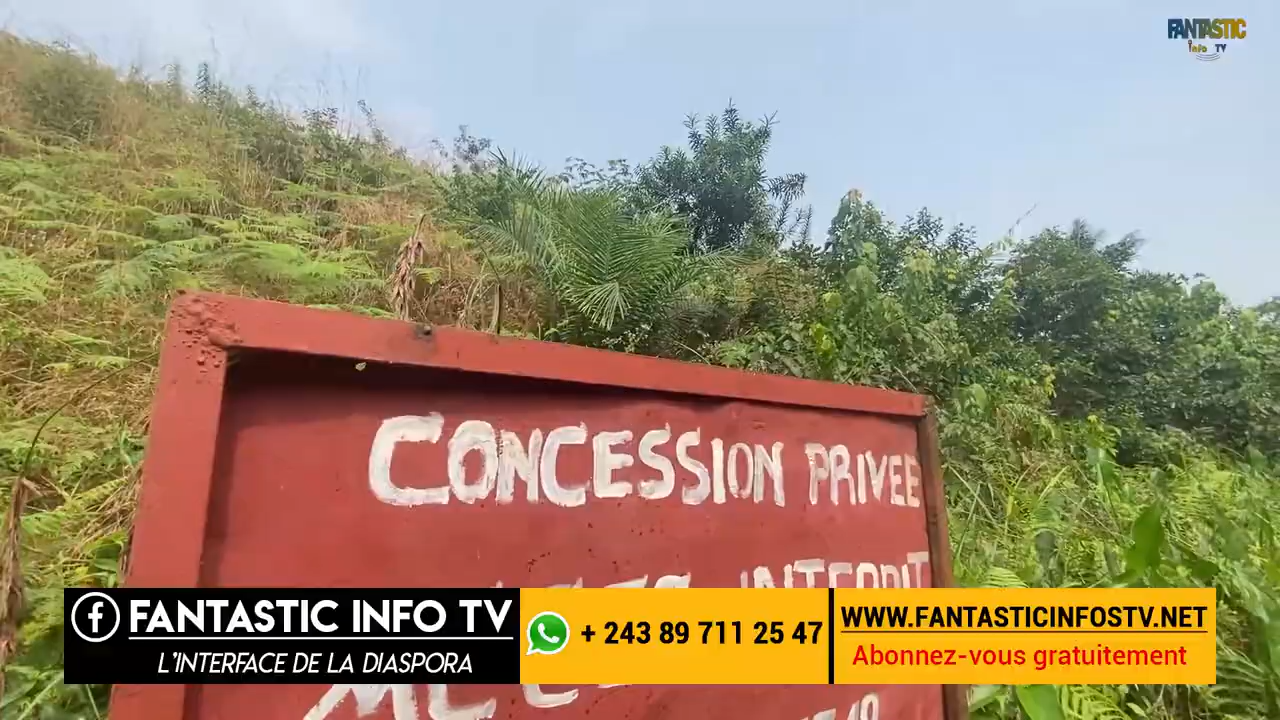 FANTASTIC
Info TV
CONCESSION PRIVEE
INTERDIT
FANTASTIC INFO TV
L'INTERFACE DE LA DIASPORA
+ 243 89 711 25 47
WWW.FANTASTICINFOSTV.NET
Abonnez-vous gratuitement